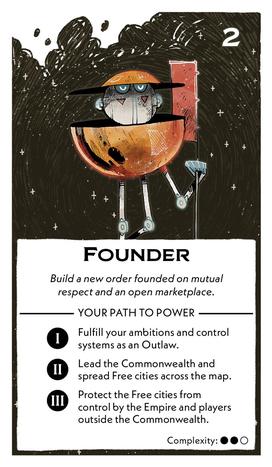 2
FOUNDER
Build a new order founded on mutual
respect and an open marketplace.
YOUR PATH TO POWER
I Fulfill your ambitions and control
systems as an Outlaw.
II Lead the Commonwealth and
spread Free cities across the map.
III Protect the Free cities from
control by the Empire and players
outside the Commonwealth.
Complexity: